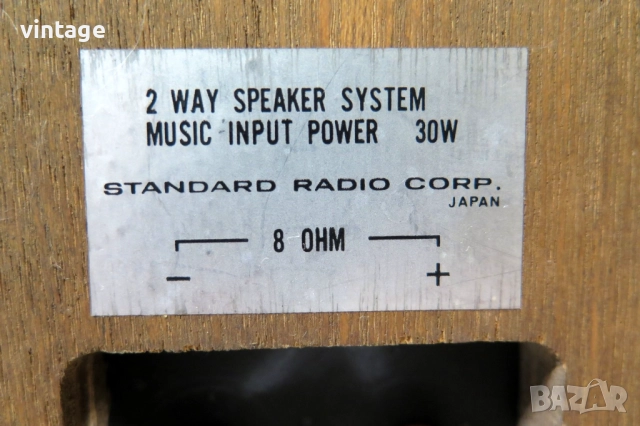 vintage
2 WAY SPEAKER SYSTEM
MUSIC INPUT POWER 30W
STANDARD RADIO CORP.
JAPAN
8 OHM
- +
BAZAR